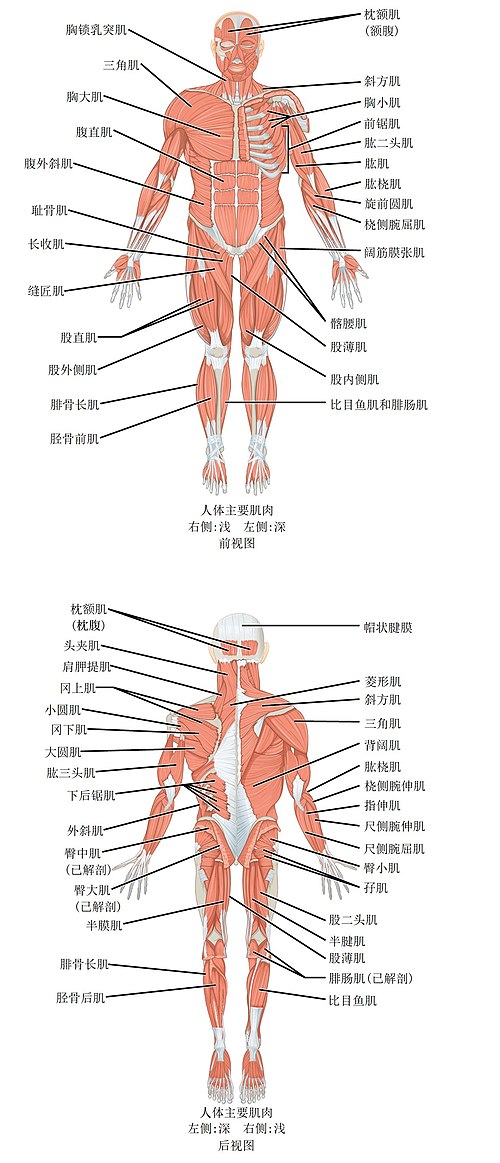 胸锁乳突肌
三角肌
胸大肌
腹直肌
腹外斜肌
耻骨肌
长收肌
缝匠肌
股直肌
股外侧肌
腓骨长肌
胫骨前肌
枕额肌
(额腹)
斜方肌
胸小肌
前锯肌
肱二头肌
肱肌
肱桡肌
旋前圆肌
桡侧腕屈肌
阔筋膜张肌
髂腰肌
股薄肌
股内侧肌
比目鱼肌和腓肠肌
人体主要肌肉
右侧:浅 左侧:深
前视图
枕额肌
(枕腹)
头夹肌
肩胛提肌
冈上肌
小圆肌
冈下肌
大圆肌
肱三头肌
下后锯肌
外斜肌
臀中肌
(已解剖)
臀大肌
(已解剖)
半膜肌
腓骨长肌
胫骨后肌
帽状腱膜
菱形肌
斜方肌
三角肌
背阔肌
肱桡肌
桡侧腕伸肌
指伸肌
尺侧腕伸肌
尺侧腕屈肌
臀小肌
孖肌
股二头肌
半腱肌
股薄肌
腓肠肌(已解剖)
比目鱼肌
人体主要肌肉
左侧:深 右侧:浅
后视图